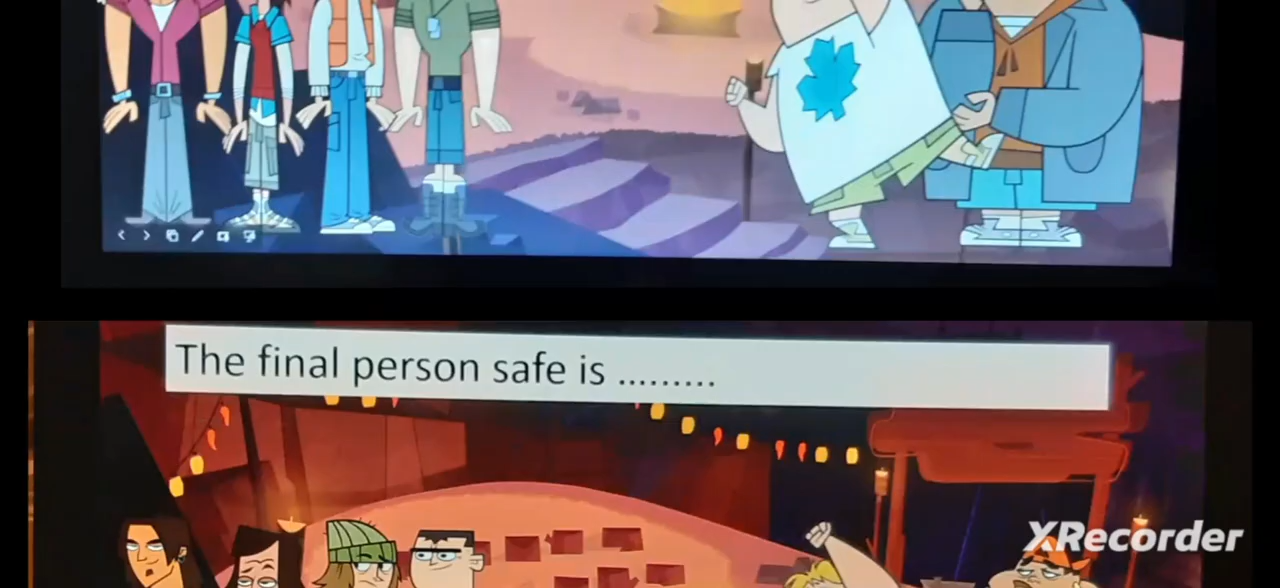 The final person safe is .........
XRecorder